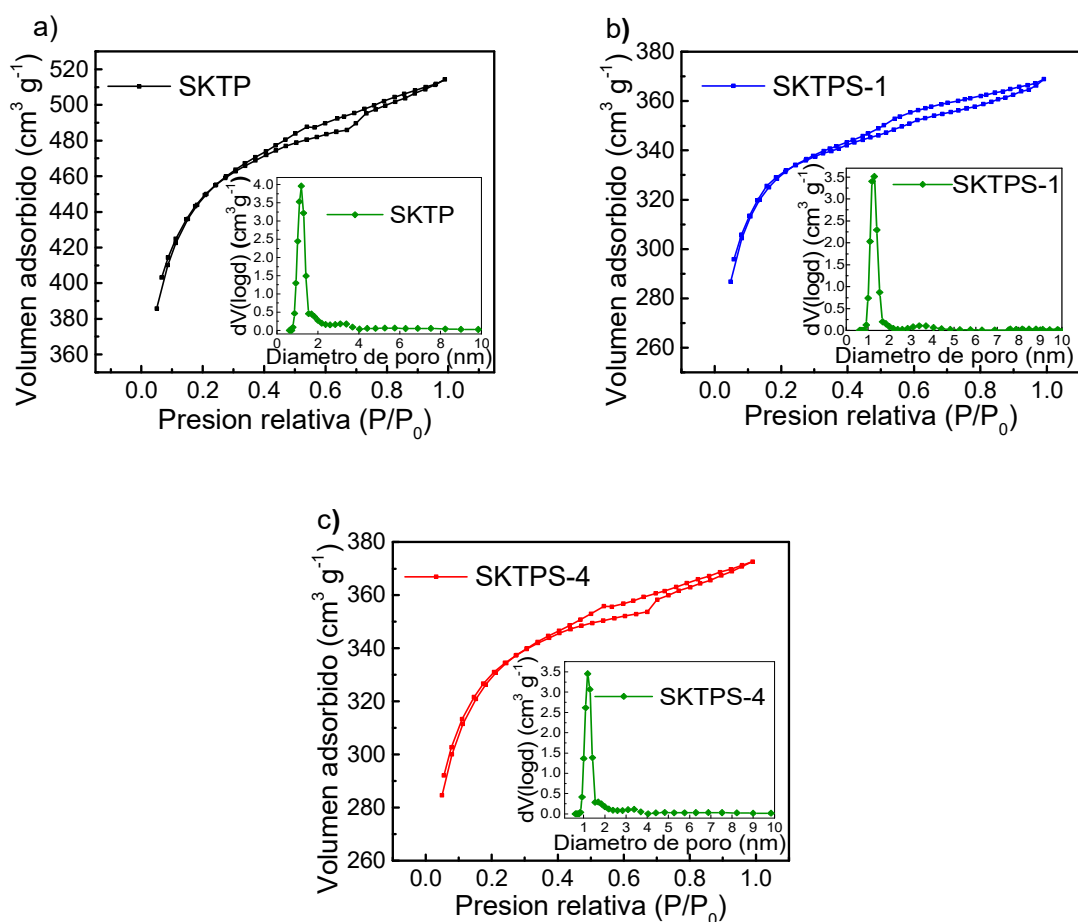 a)
Volumen adsorbido (cm³ g⁻¹)
520
500
480
460
440
420
400
380
360
SKTP
0.0 0.2 0.4 0.6 0.8 1.0
Presion relativa (P/P₀)
dV(logd) (cm³g⁻¹)
4.0
3.5
3.0
2.5
2.0
1.5
1.0
0.5
0.0
SKTP
0 2 4 6 8 10
Diametro de poro (nm)
b)
Volumen adsorbido (cm³ g⁻¹)
380
360
340
320
300
280
260
SKTPS-1
0.0 0.2 0.4 0.6 0.8 1.0
Presion relativa (P/P₀)
dV(logd) (cm³ g⁻¹)
3.5
3.0
2.5
2.0
1.5
1.0
0.5
0.0
SKTPS-1
0 1 2 3 4 5 6 7 8 9 10
Diametro de poro (nm)
c)
Volumen adsorbido (cm³ g⁻¹)
380
360
340
320
300
280
260
SKTPS-4
0.0 0.2 0.4 0.6 0.8 1.0
Presion relativa (P/P₀)
dV(logd) (cm³ g⁻¹)
3.5
3.0
2.5
2.0
1.5
1.0
0.5
0.0
SKTPS-4
1 2 3 4 5 6 7 8 9 10
Diametro de poro (nm)